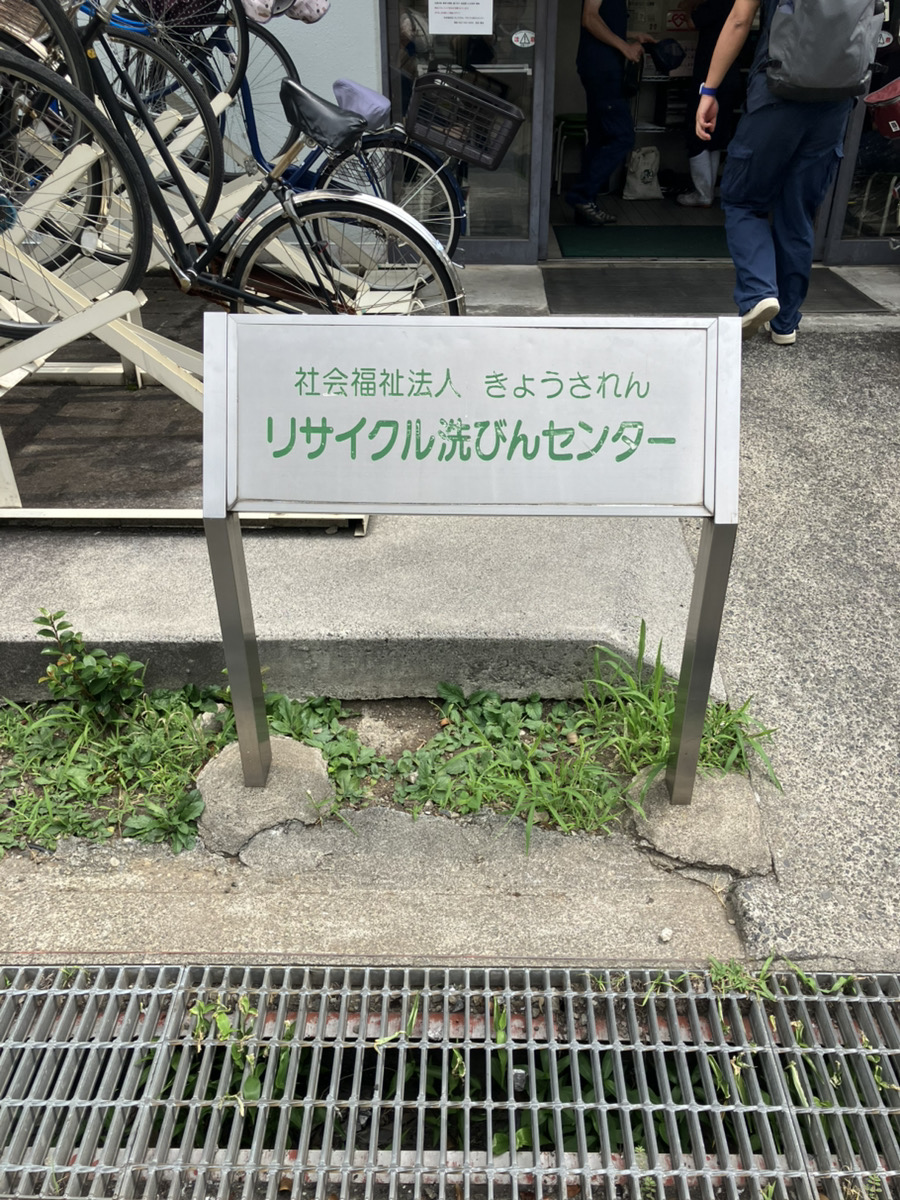 社会福祉法人 きょうされん
リサイクル洗びんセンター